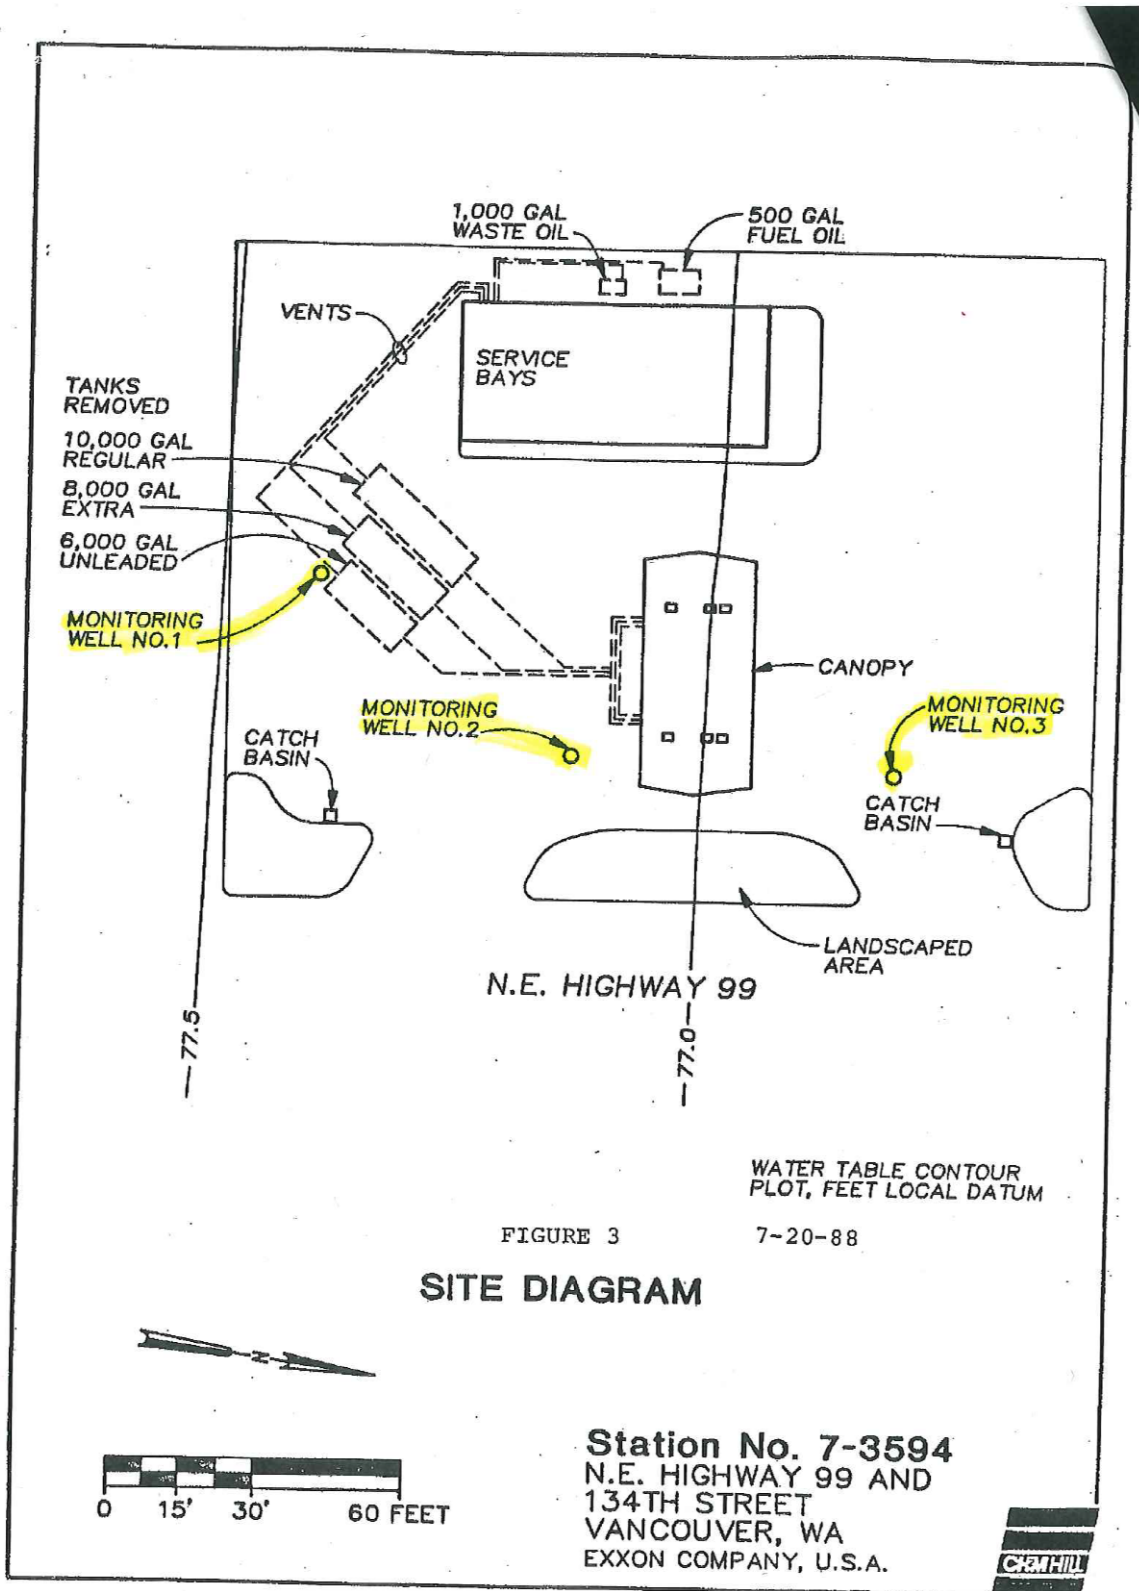 1,000 GAL
WASTE OIL
500 GAL
FUEL OIL
VENTS
SERVICE
BAYS
TANKS
REMOVED
10,000 GAL
REGULAR
8,000 GAL
EXTRA
6,000 GAL
UNLEADED
MONITORING
WELL NO.1
CANOPY
MONITORING
WELL NO.2
MONITORING
WELL NO.3
CATCH
BASIN
CATCH
BASIN
LANDSCAPED
AREA
N.E. HIGHWAY 99
77.5
77.0
WATER TABLE CONTOUR
PLOT, FEET LOCAL DATUM
FIGURE 3
7-20-88
SITE DIAGRAM
N
0 15' 30' 60 FEET
Station No. 7-3594
N.E. HIGHWAY 99 AND
134TH STREET
VANCOUVER, WA
EXXON COMPANY, U.S.A.
CH2M HILL